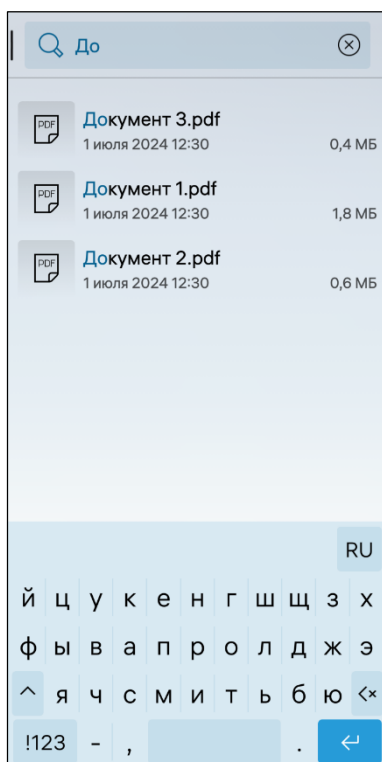 До
PDF
Документ 3.pdf
1 июля 2024 12:30 0,4 МБ
PDF
Документ 1.pdf
1 июля 2024 12:30 1,8 МБ
PDF
Документ 2.pdf
1 июля 2024 12:30 0,6 МБ
RU
й ц у к е н г ш щ з х
ф ы в а п р о л д ж э
я ч с м и т ь б ю
!123 - , .